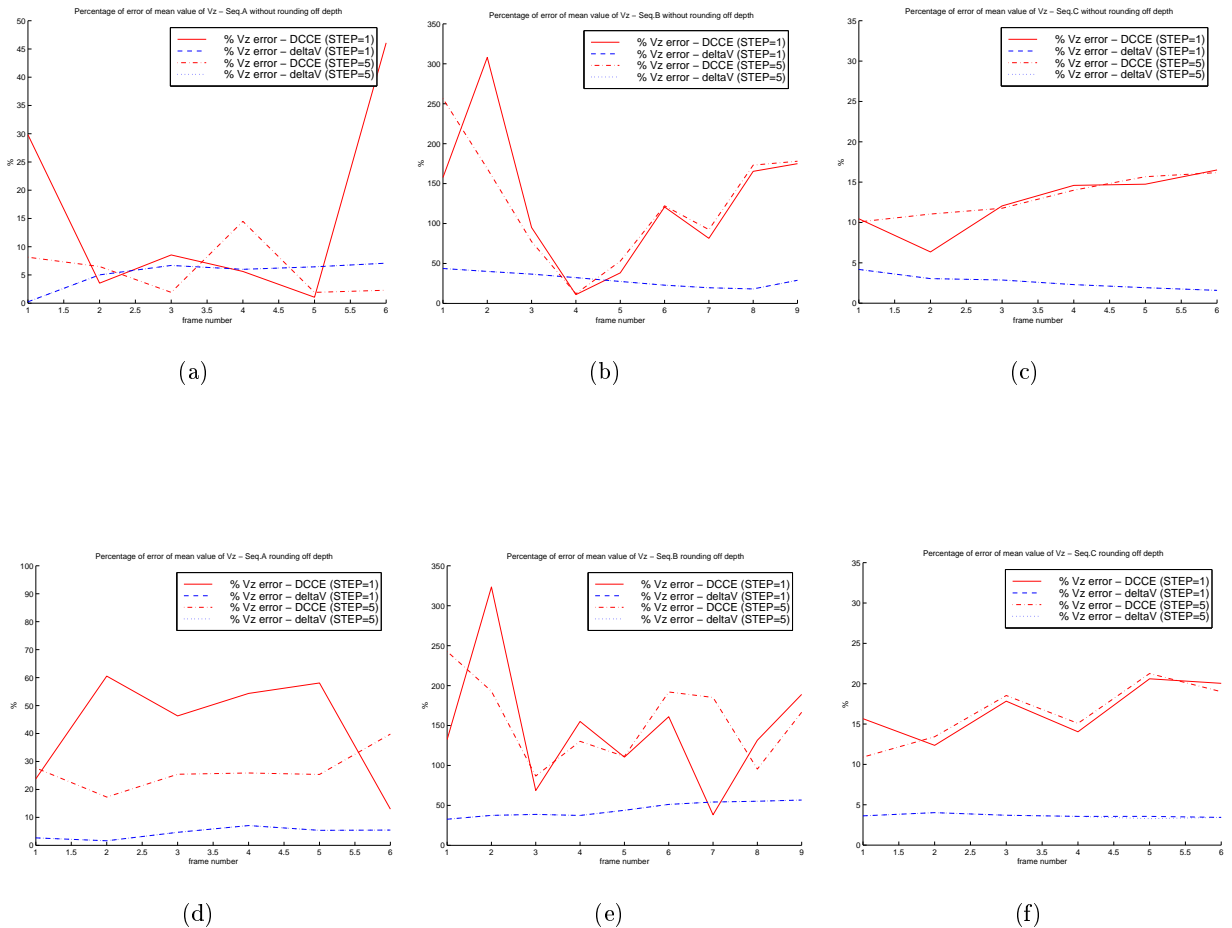 Percentage of error of mean value of Vz – Seq.A without rounding off depth
% Vz error – DCCE (STEP=1)
% Vz error – deltaV (STEP=1)
% Vz error – DCCE (STEP=5)
% Vz error – deltaV (STEP=5)
50
45
40
35
30
25
20
15
10
5
0
%
1 1.5 2 2.5 3 3.5 4 4.5 5 5.5 6
frame number
(a)
Percentage of error of mean value of Vz – Seq.B without rounding off depth
% Vz error – DCCE (STEP=1)
% Vz error – deltaV (STEP=1)
% Vz error – DCCE (STEP=5)
% Vz error – deltaV (STEP=5)
350
300
250
200
150
100
50
0
%
1 2 3 4 5 6 7 8 9
frame number
(b)
Percentage of error of mean value of Vz – Seq.C without rounding off depth
% Vz error – DCCE (STEP=1)
% Vz error – deltaV (STEP=1)
% Vz error – DCCE (STEP=5)
% Vz error – deltaV (STEP=5)
35
30
25
20
15
10
5
0
%
1 1.5 2 2.5 3 3.5 4 4.5 5 5.5 6
frame number
(c)
Percentage of error of mean value of Vz – Seq.A rounding off depth
% Vz error – DCCE (STEP=1)
% Vz error – deltaV (STEP=1)
% Vz error – DCCE (STEP=5)
% Vz error – deltaV (STEP=5)
100
90
80
70
60
50
40
30
20
10
0
%
1 1.5 2 2.5 3 3.5 4 4.5 5 5.5 6
frame number
(d)
Percentage of error of mean value of Vz – Seq.B rounding off depth
% Vz error – DCCE (STEP=1)
% Vz error – deltaV (STEP=1)
% Vz error – DCCE (STEP=5)
% Vz error – deltaV (STEP=5)
350
300
250
200
150
100
50
0
%
1 2 3 4 5 6 7 8 9
frame number
(e)
Percentage of error of mean value of Vz – Seq.C rounding off depth
% Vz error – DCCE (STEP=1)
% Vz error – deltaV (STEP=1)
% Vz error – DCCE (STEP=5)
% Vz error – deltaV (STEP=5)
35
30
25
20
15
10
5
0
%
1 1.5 2 2.5 3 3.5 4 4.5 5 5.5 6
frame number
(f)